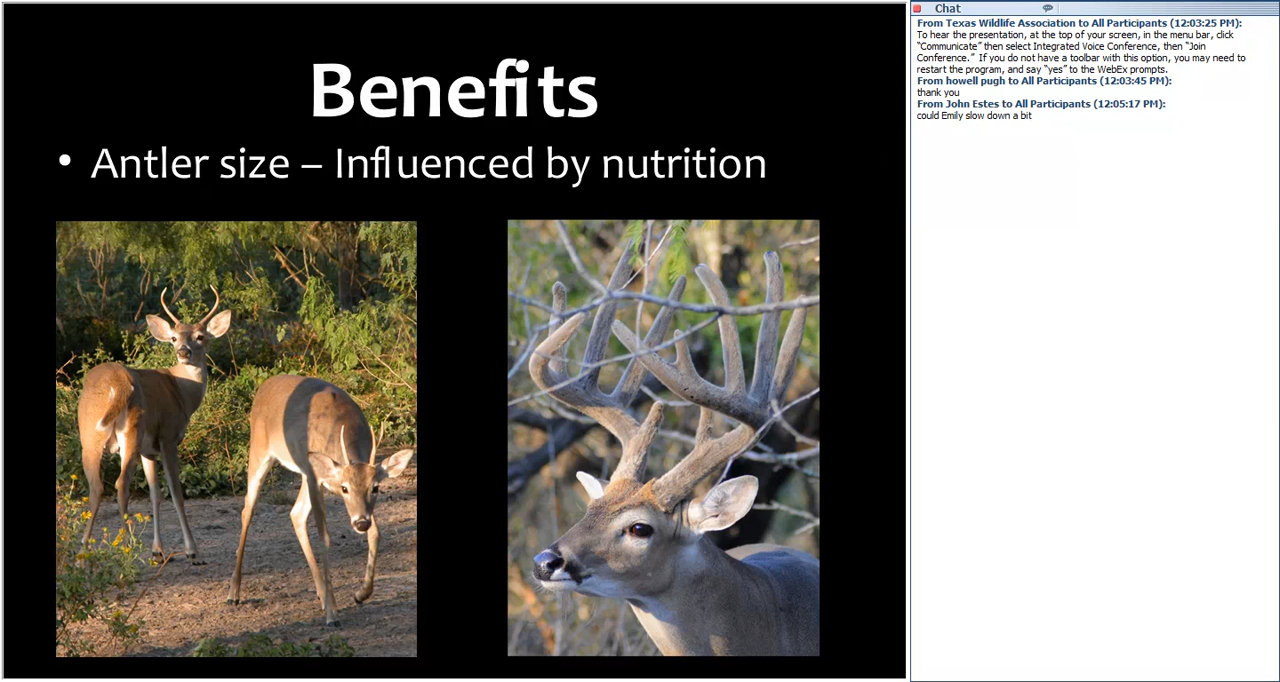 Benefits
• Antler size – Influenced by nutrition
Chat
From Texas Wildlife Association to All Participants (12:03:25 PM):
To hear the presentation, at the top of your screen, in the menu bar, click
“Communicate” then select Integrated Voice Conference, then “Join
Conference.” If you do not have a toolbar with this option, you may need to
restart the program, and say “yes” to the WebEx prompts.
From howell pugh to All Participants (12:03:45 PM):
thank you
From John Estes to All Participants (12:05:17 PM):
could Emily slow down a bit